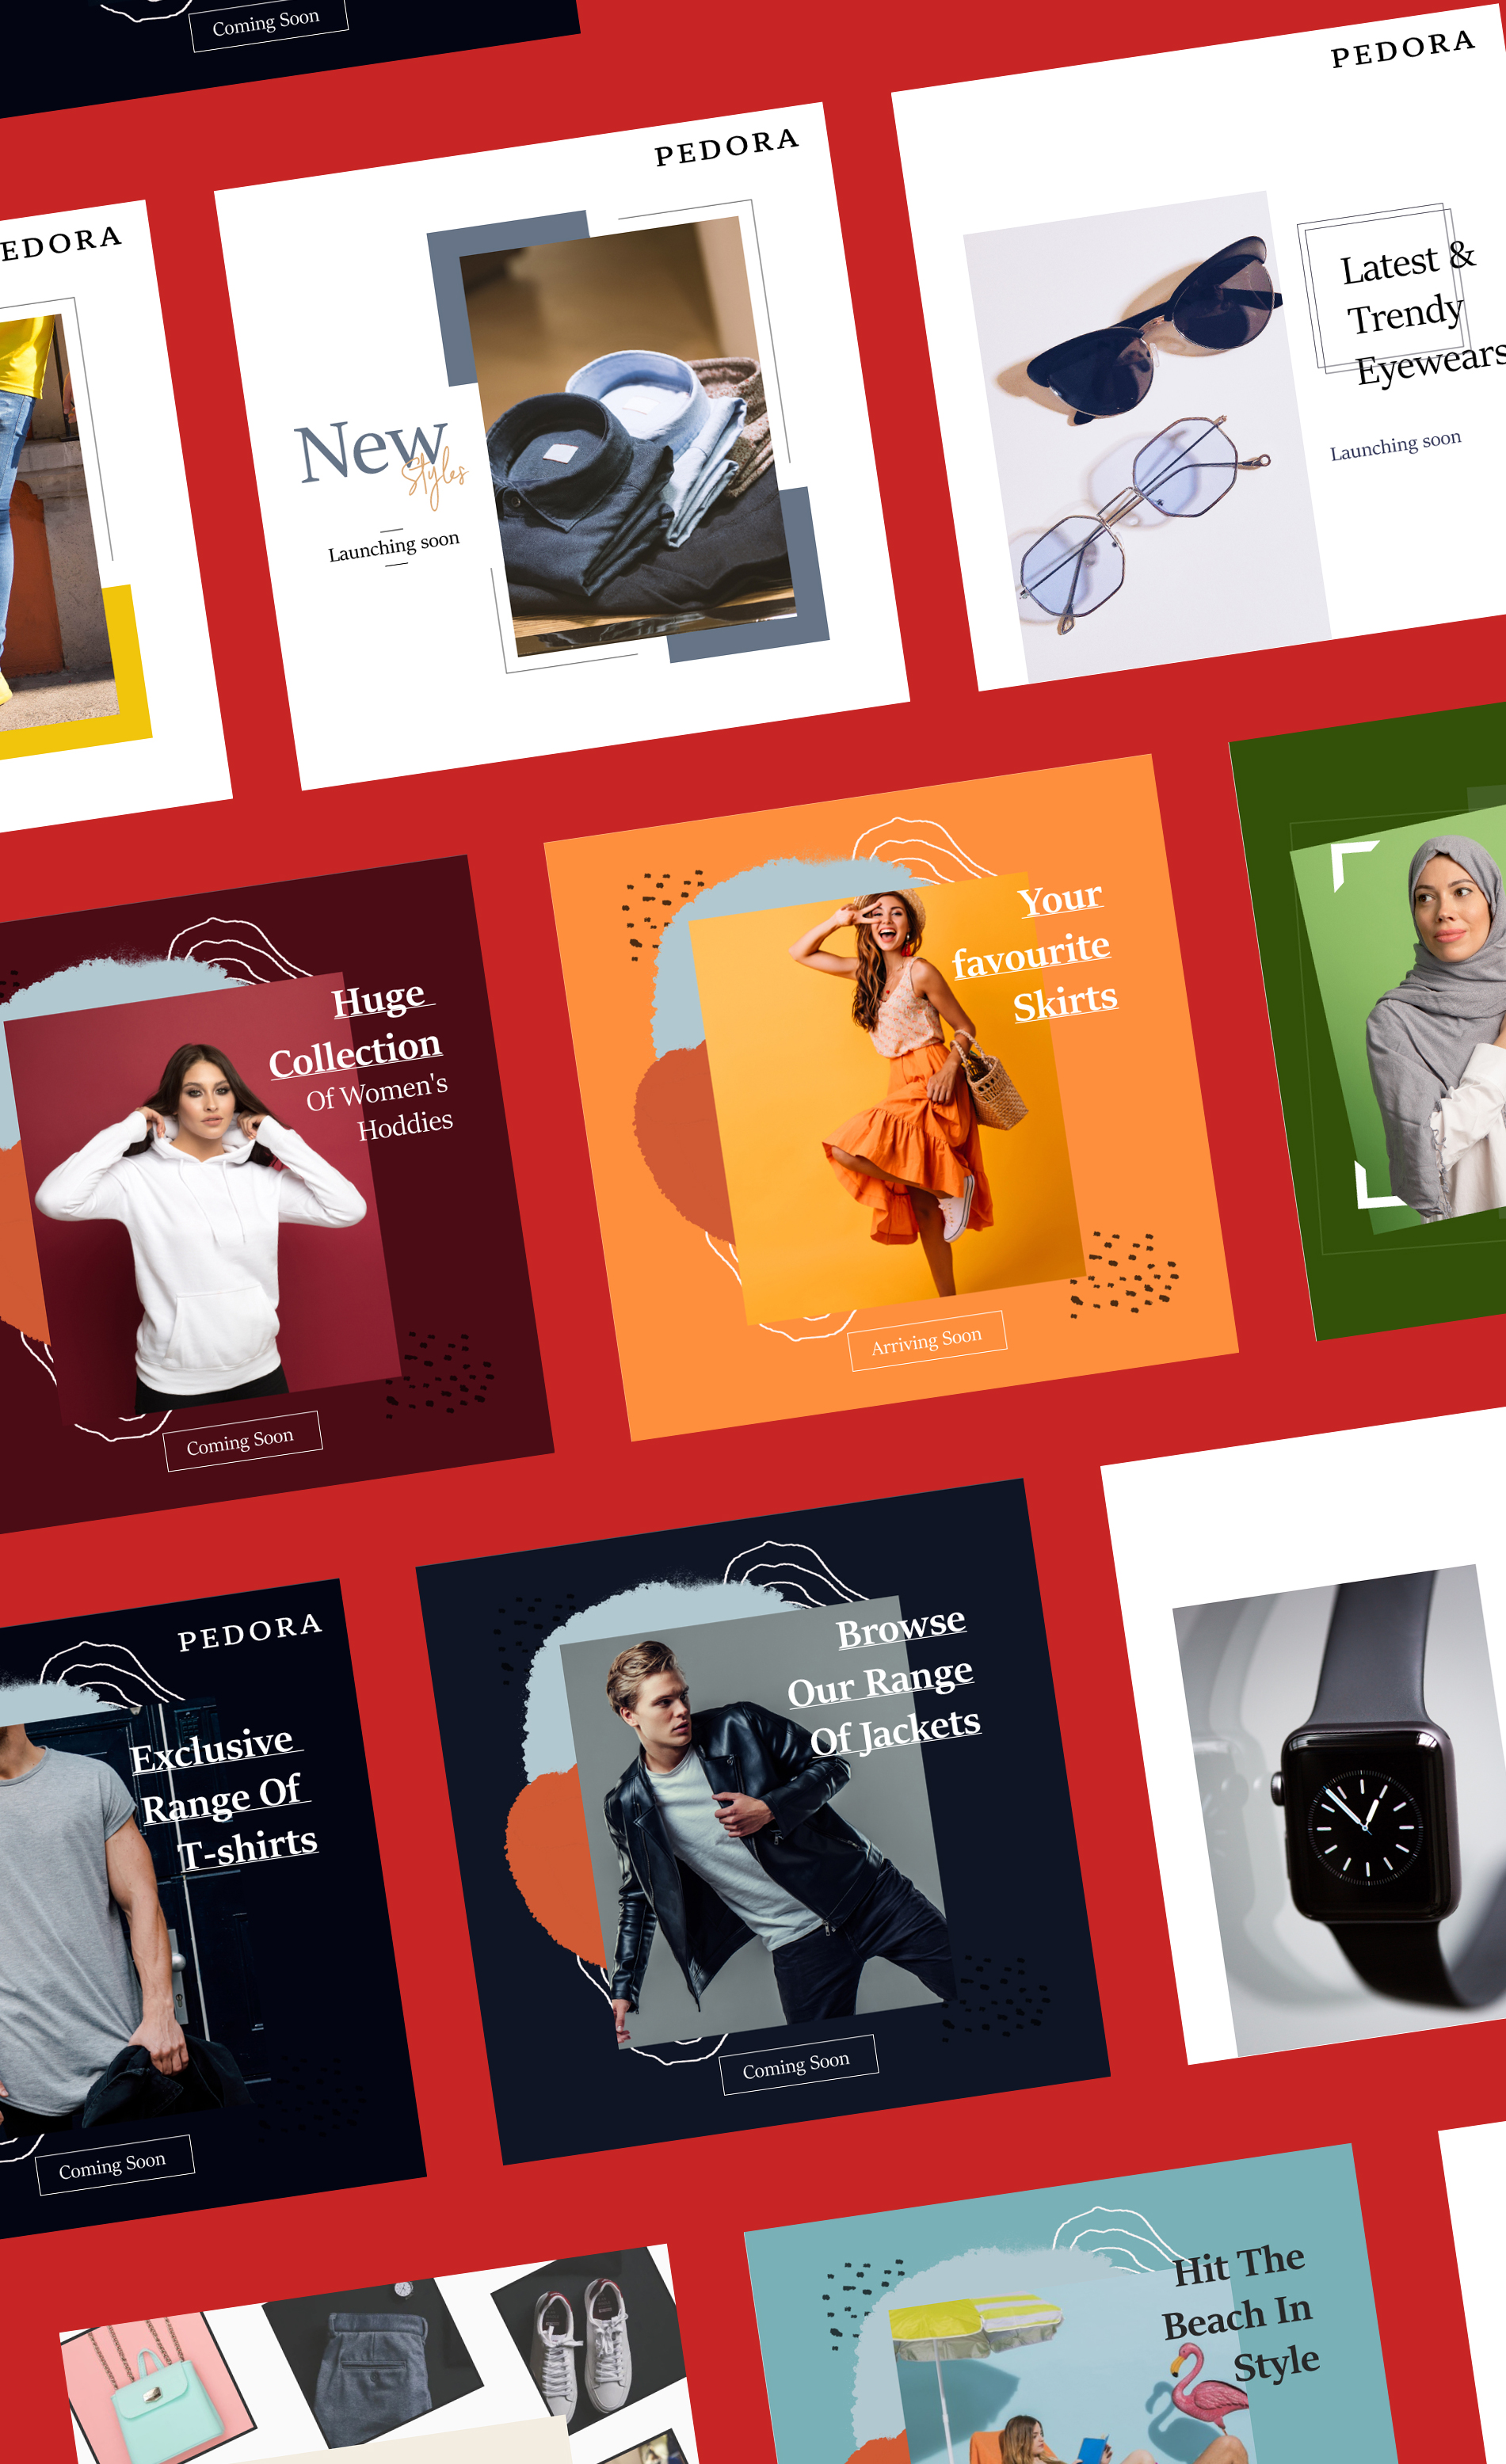 Coming Soon
PEDORA
EDORA
New
Styles
Launching soon
PEDORA
Latest &
Trendy
Eyewears
Launching soon
Huge
Collection
Of Women's
Hoddies
Coming Soon
Your
favourite
Skirts
Arriving Soon
PEDORA
Exclusive
Range Of
T-shirts
Coming Soon
Browse
Our Range
Of Jackets
Coming Soon
Hit The
Beach In
Style